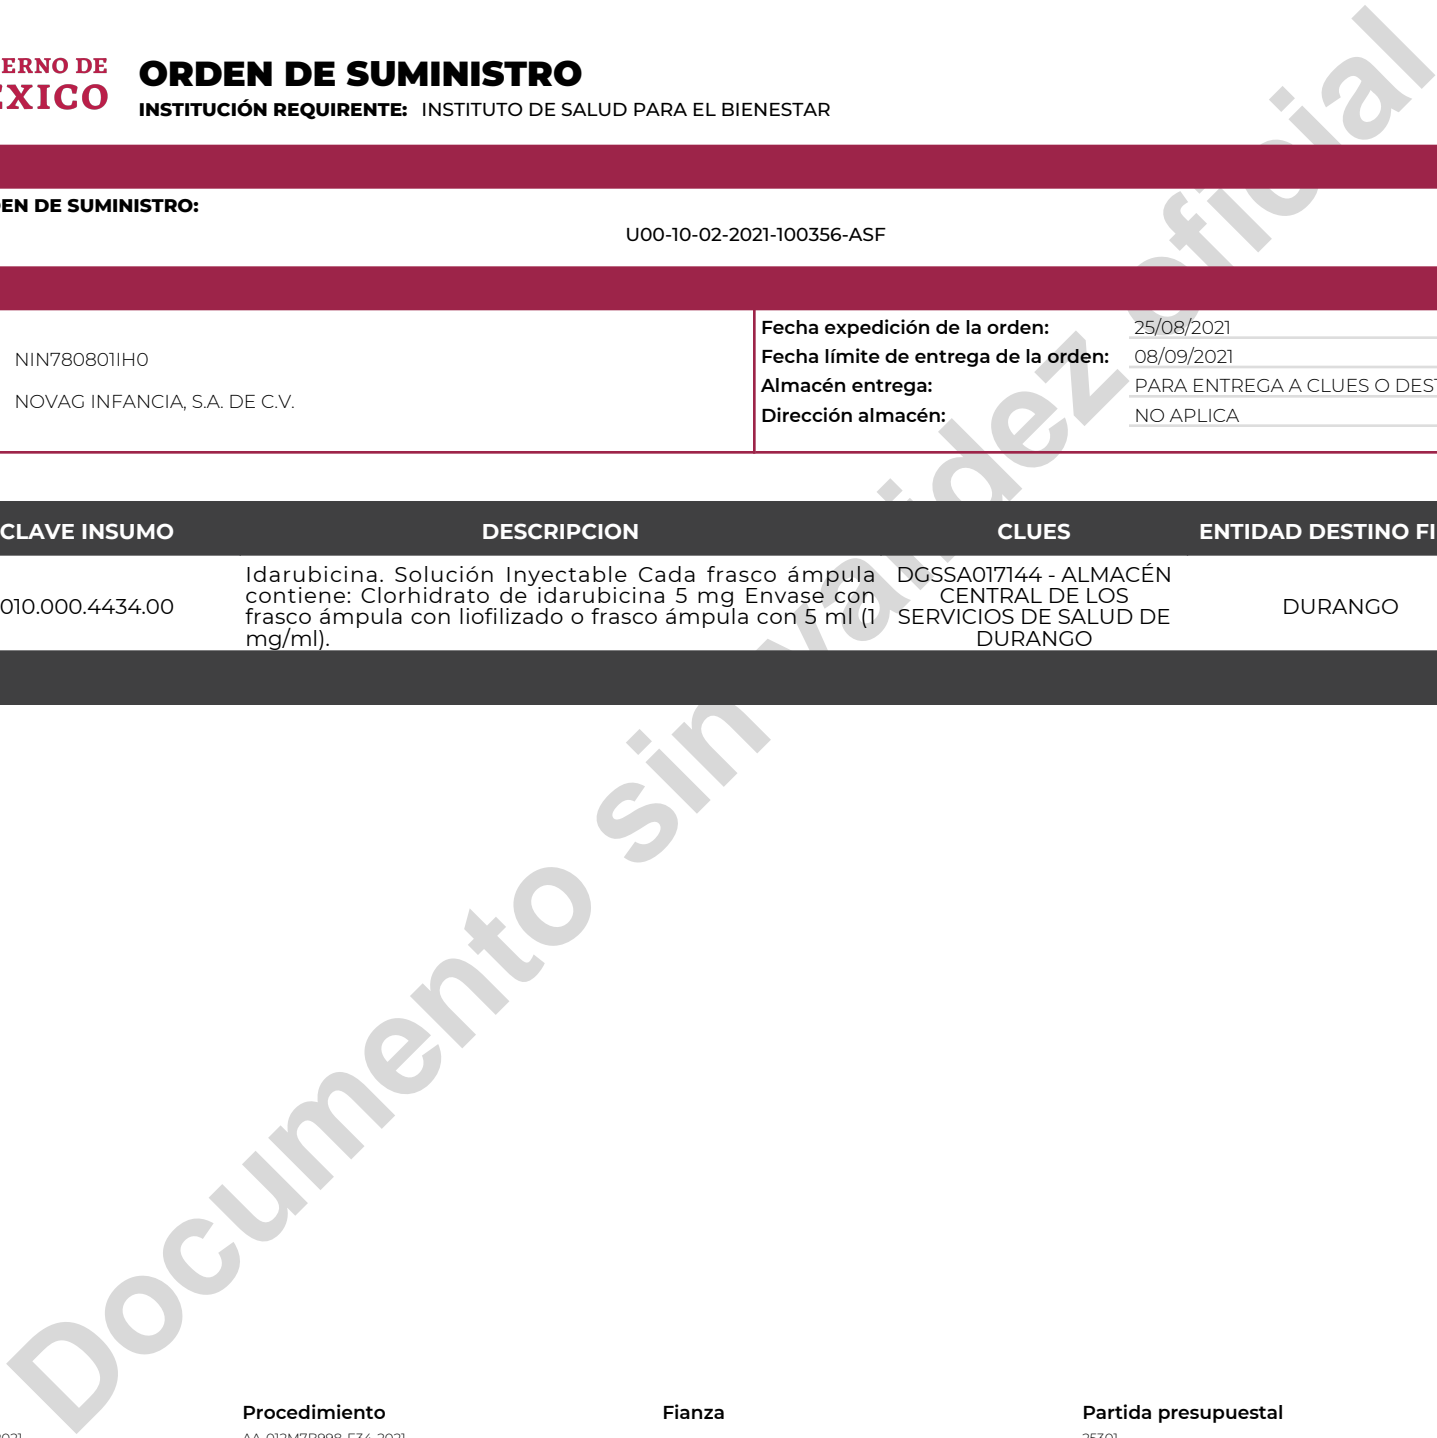 ERNO DE
ORDEN DE SUMINISTRO
INSTITUCIÓN REQUIRENTE: INSTITUTO DE SALUD PARA EL BIENESTAR
EN DE SUMINISTRO:
U00-10-02-2021-100356-ASF
NIN780801IH0
NOVAG INFANCIA, S.A. DE C.V.
Fecha expedición de la orden: 25/08/2021
Fecha límite de entrega de la orden: 08/09/2021
Almacén entrega: PARA ENTREGA A CLUES O DEST
Dirección almacén: NO APLICA
CLAVE INSUMO DESCRIPCION CLUES ENTIDAD DESTINO FI
010.000.4434.00
Idarubicina. Solución Inyectable Cada frasco ámpula
contiene: Clorhidrato de idarubicina 5 mg Envase con
frasco ámpula con liofilizado o frasco ámpula con 5 ml (1
mg/ml).
DGSSA017144 - ALMACÉN
CENTRAL DE LOS
SERVICIOS DE SALUD DE
DURANGO
DURANGO
Documento sin validez oficial
Procedimiento Fianza Partida presupuestal